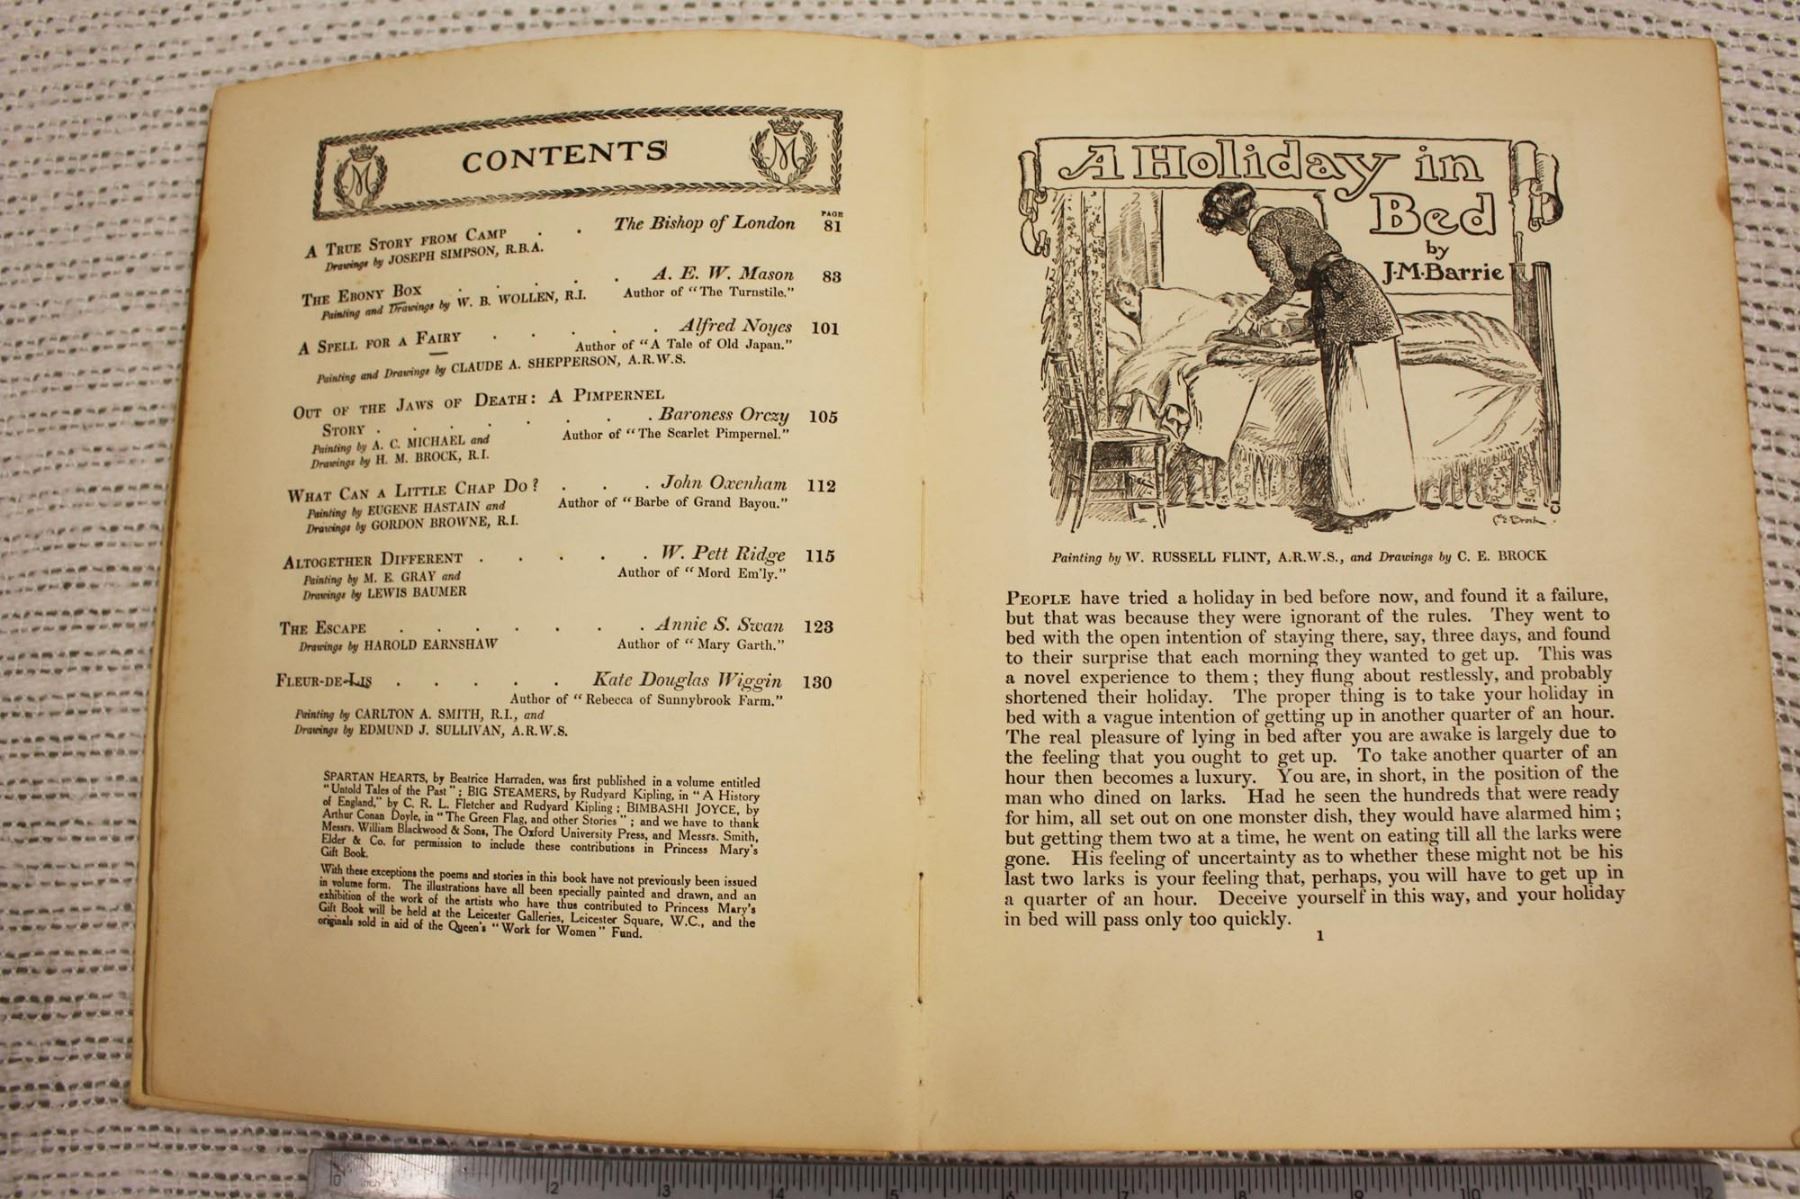 CONTENTS
M
M
PAGE
A TRUE STORY FROM CAMP . . The Bishop of London 81
Drawings by JOSEPH SIMPSON, R.B.A.
THE EBONY BOX . . . . . A. E. W. Mason 83
Painting and Drawings by W. B. WOLLEN, R.I. Author of "The Turnstile."
A SPELL FOR A FAIRY . . . . . Alfred Noyes 101
Author of "A Tale of Old Japan."
Painting and Drawings by CLAUDE A. SHEPPERSON, A.R.W.S.
OUT OF THE JAWS OF DEATH: A PIMPERNEL
STORY . . . . . . . . Baroness Orczy 105
Painting by A. C. MICHAEL and Author of "The Scarlet Pimpernel."
Drawings by H. M. BROCK, R.I.
WHAT CAN A LITTLE CHAP DO? . . . John Oxenham 112
Painting by EUGENE HASTAIN and Author of "Barbe of Grand Bayou."
Drawings by GORDON BROWNE, R.I.
ALTOGETHER DIFFERENT . . . . . W. Pett Ridge 115
Painting by M. E. GRAY and Author of "Mord Em'ly."
Drawings by LEWIS BAUMER
THE ESCAPE . . . . . . . Annie S. Swan 123
Drawings by HAROLD EARNSHAW Author of "Mary Garth."
FLEUR-DE-LIS . . . . . Kate Douglas Wiggin 130
Author of "Rebecca of Sunnybrook Farm."
Painting by CARLTON A. SMITH, R.I., and
Drawings by EDMUND J. SULLIVAN, A.R.W.S.
SPARTAN HEARTS, by Beatrice Harraden, was first published in a volume entitled
"Untold Tales of the Past"; BIG STEAMERS, by Rudyard Kipling, in "A History
of England," by C. R. L. Fletcher and Rudyard Kipling; BIMBASHI JOYCE, by
Arthur Conan Doyle, in "The Green Flag, and other Stories"; and we have to thank
Messrs. William Blackwood & Sons, The Oxford University Press, and Messrs. Smith,
Elder & Co. for permission to include these contributions in Princess Mary's
Gift Book.
With these exceptions the poems and stories in this book have not previously been issued
in volume form. The illustrations have all been specially painted and drawn, and an
exhibition of the work of the artists who have thus contributed to Princess Mary's
Gift Book will be held at the Leicester Galleries, Leicester Square, W.C., and the
originals sold in aid of the Queen's "Work for Women" Fund.
A Holiday in
Bed
by
J·M·Barrie
C E Brock
Painting by W. RUSSELL FLINT, A.R.W.S., and Drawings by C. E. BROCK
PEOPLE have tried a holiday in bed before now, and found it a failure,
but that was because they were ignorant of the rules. They went to
bed with the open intention of staying there, say, three days, and found
to their surprise that each morning they wanted to get up. This was
a novel experience to them; they flung about restlessly, and probably
shortened their holiday. The proper thing is to take your holiday in
bed with a vague intention of getting up in another quarter of an hour.
The real pleasure of lying in bed after you are awake is largely due to
the feeling that you ought to get up. To take another quarter of an
hour then becomes a luxury. You are, in short, in the position of the
man who dined on larks. Had he seen the hundreds that were ready
for him, all set out on one monster dish, they would have alarmed him;
but getting them two at a time, he went on eating till all the larks were
gone. His feeling of uncertainty as to whether these might not be his
last two larks is your feeling that, perhaps, you will have to get up in
a quarter of an hour. Deceive yourself in this way, and your holiday
in bed will pass only too quickly.
1
0 inch 2 3 4 5 6 7 8 9 10 11 12